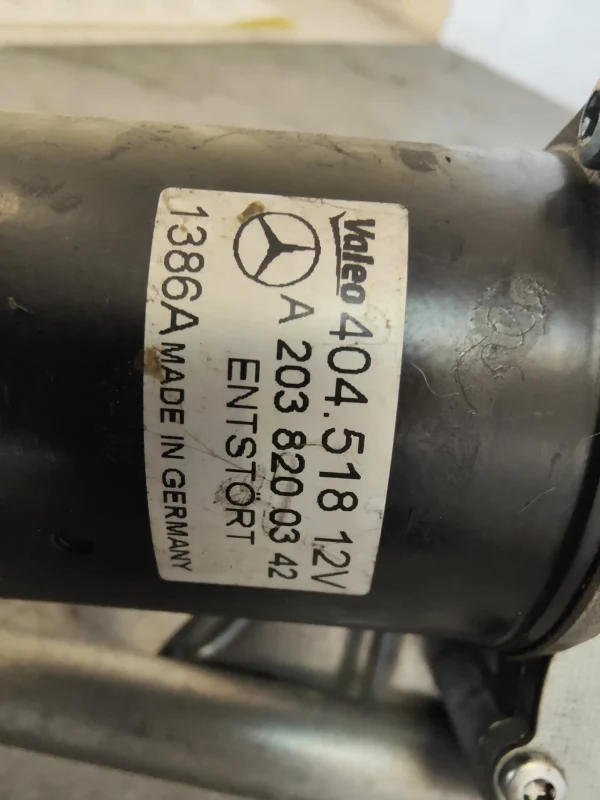 Valeo 404.518 12V
A 203 820 03 42
ENTSTÖRT
1386A MADE IN GERMANY